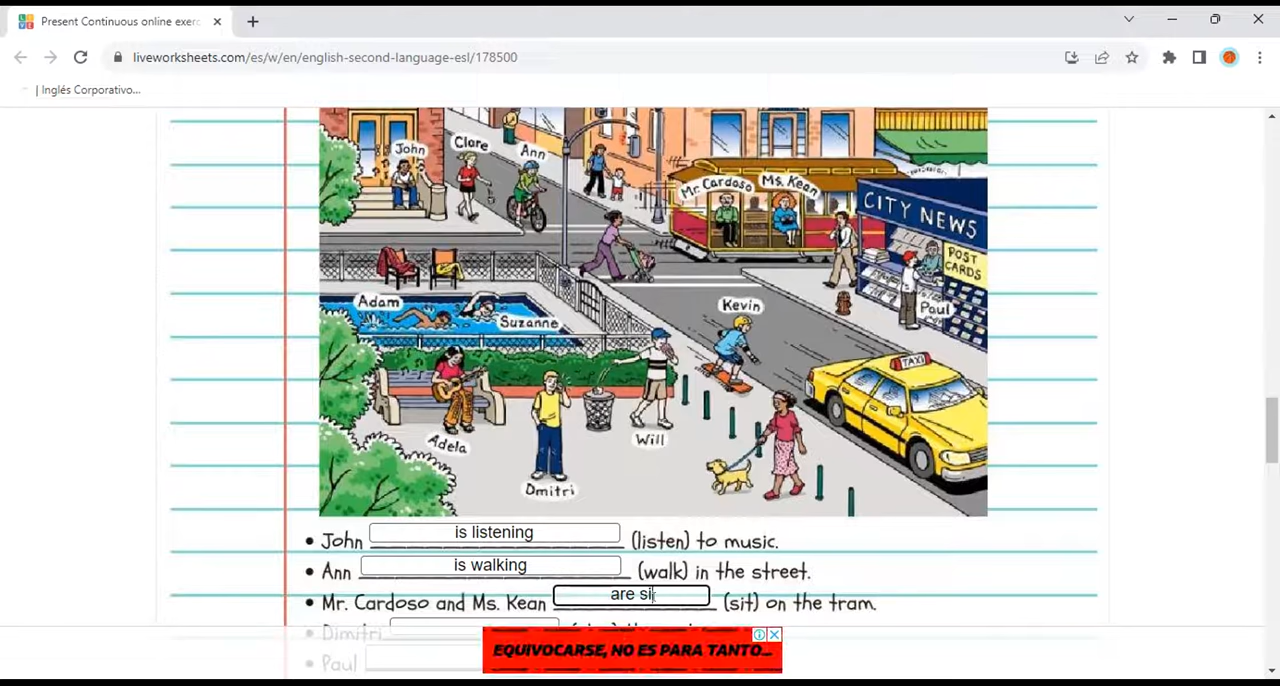 Present Continuous online exerc
liveworksheets.com/es/w/en/english-second-language-esl/178500
| Inglés Corporativo...
John
Clare
Ann
Mr. Cardoso
Ms. Kean
CITY NEWS
POST CARDS
Paul
Adam
Suzanne
Kevin
TAXI
Adela
Will
Dmitri
• John is listening (listen) to music.
• Ann is walking (walk) in the street.
• Mr. Cardoso and Ms. Kean are si (sit) on the tram.
• Dimitri
• Paul
EQUIVOCARSE, NO ES PARA TANTO...